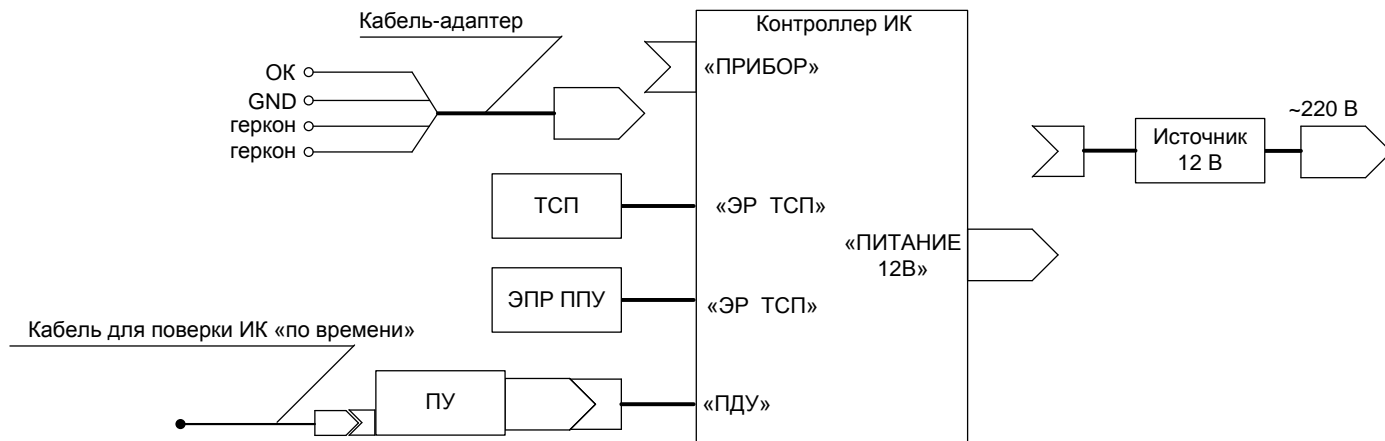 Кабель-адаптер
Контроллер ИК
ОК
GND
геркон
геркон
«ПРИБОР»
~220 В
Источник
12 В
ТСП
«ЭР ТСП»
«ПИТАНИЕ
12В»
ЭПР ППУ
«ЭР ТСП»
Кабель для поверки ИК «по времени»
ПУ
«ПДУ»